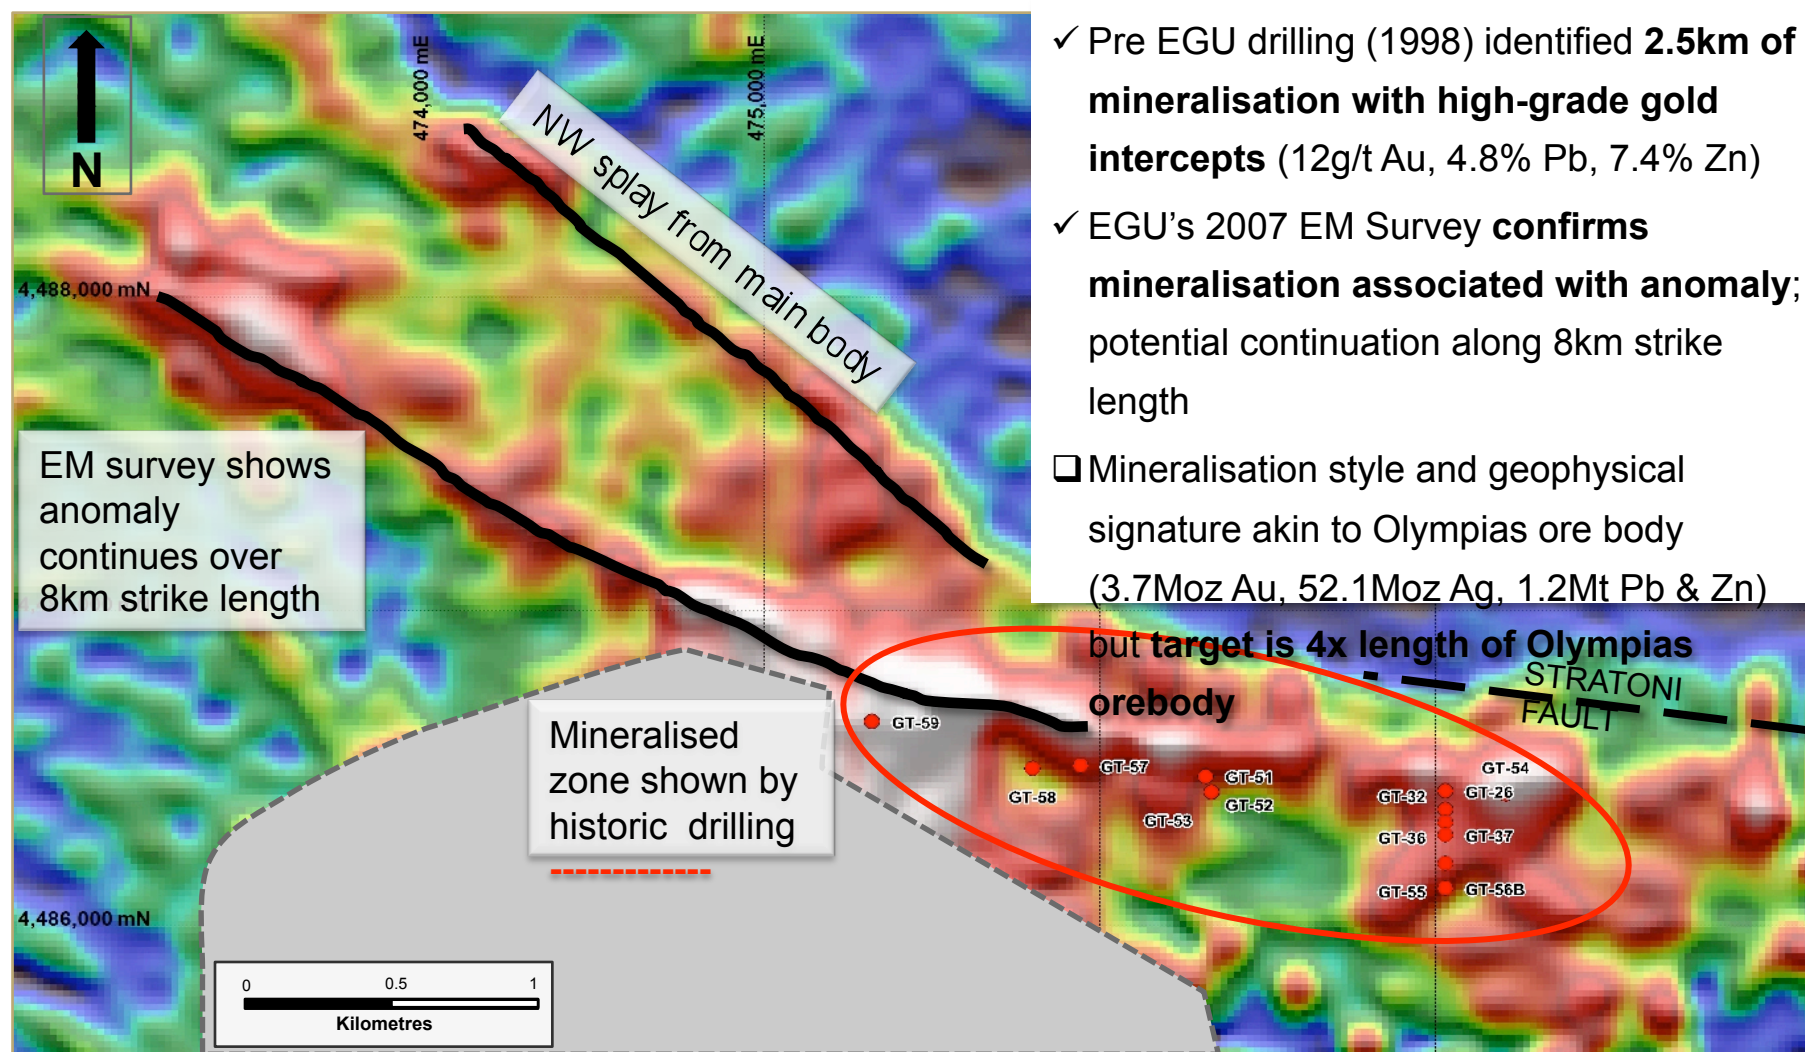 N
474,000 mE
475,000 mE
NW splay from main body
4,488,000 mN
EM survey shows
anomaly
continues over
8km strike length
✓ Pre EGU drilling (1998) identified 2.5km of
mineralisation with high-grade gold
intercepts (12g/t Au, 4.8% Pb, 7.4% Zn)
✓ EGU's 2007 EM Survey confirms
mineralisation associated with anomaly;
potential continuation along 8km strike
length
❑ Mineralisation style and geophysical
signature akin to Olympias ore body
(3.7Moz Au, 52.1Moz Ag, 1.2Mt Pb & Zn)
but target is 4x length of Olympias
orebody
STRATONI
FAULT
Mineralised
zone shown by
historic drilling
GT-59
GT-57
GT-58
GT-51
GT-52
GT-53
GT-54
GT-32
GT-26
GT-36
GT-37
GT-55
GT-56B
4,486,000 mN
0 0.5 1
Kilometres